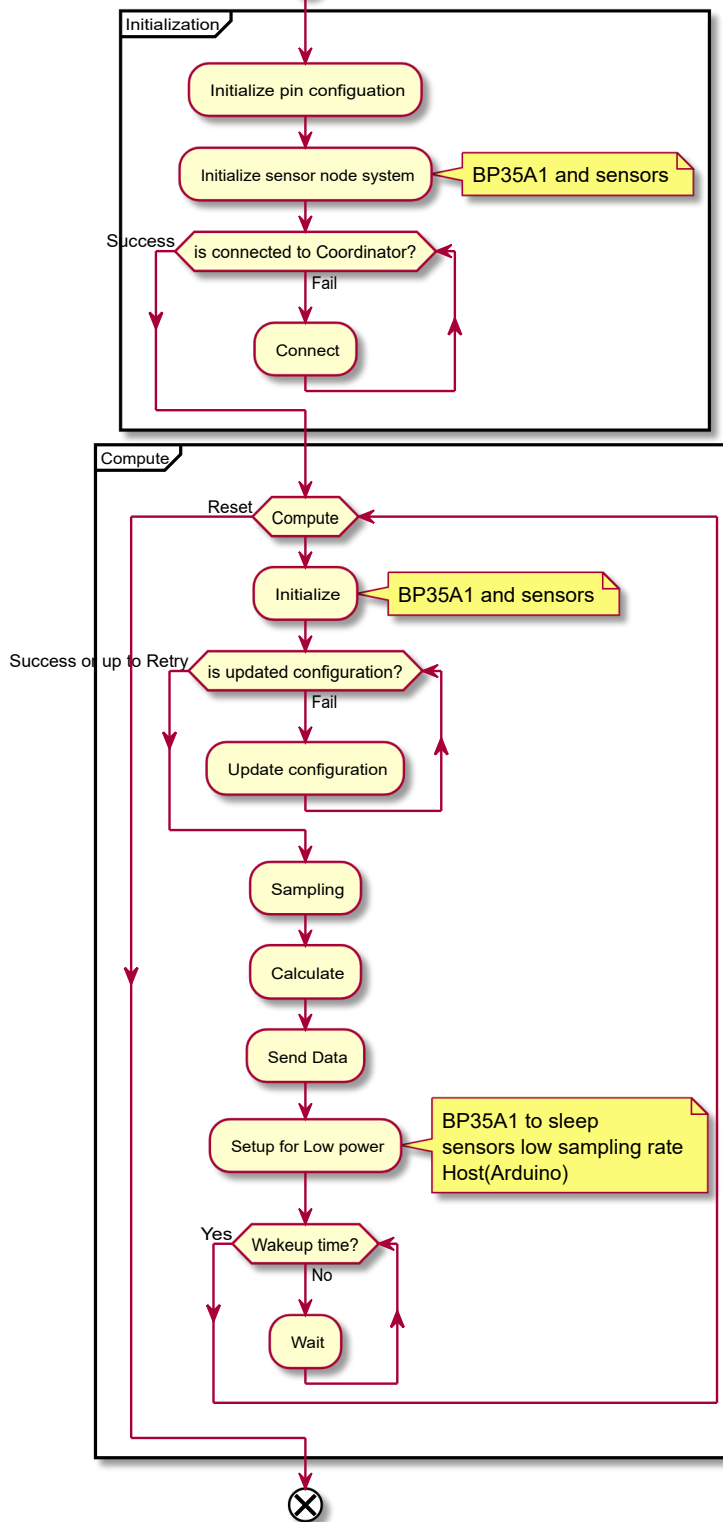 Initialization
Initialize pin configuation
Initialize sensor node system
BP35A1 and sensors
Success
is connected to Coordinator?
Fail
Connect
Compute
Reset
Compute
Initialize
BP35A1 and sensors
Success or up to Retry
is updated configuration?
Fail
Update configuration
Sampling
Calculate
Send Data
Setup for Low power
BP35A1 to sleep
sensors low sampling rate
Host(Arduino)
Yes
Wakeup time?
No
Wait